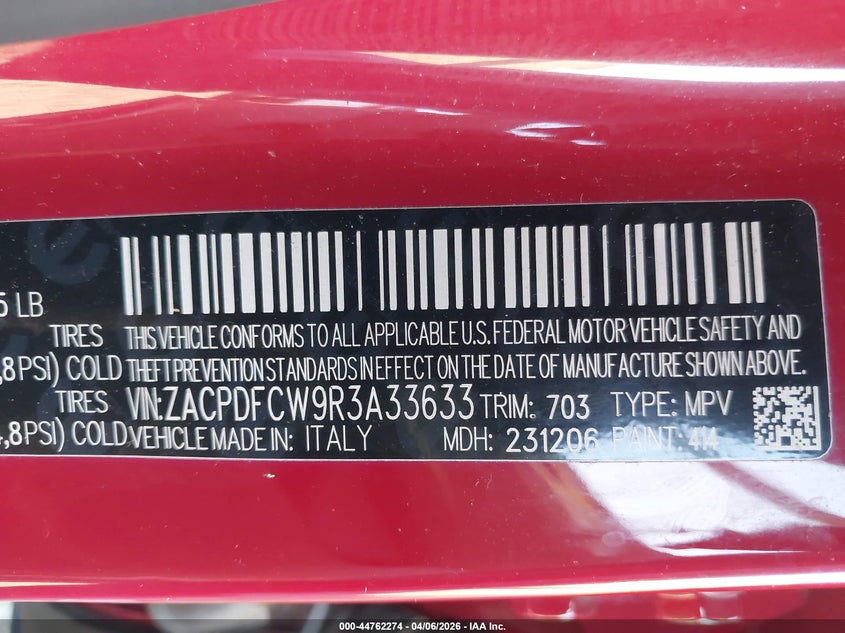 5 LB
TIRES THIS VEHICLE CONFORMS TO ALL APPLICABLE U.S. FEDERAL MOTOR VEHICLE SAFETY AND
,8PSI) COLD THEFT PREVENTION STANDARDS IN EFFECT ON THE DATE OF MANUFACTURE SHOWN ABOVE.
TIRES VIN:ZACPDFCW9R3A33633 TRIM: 703 TYPE: MPV
,8PSI) COLD VEHICLE MADE IN: ITALY MDH: 231206 PAINT: 414
000-44762274 - 04/06/2026 - IAA Inc.